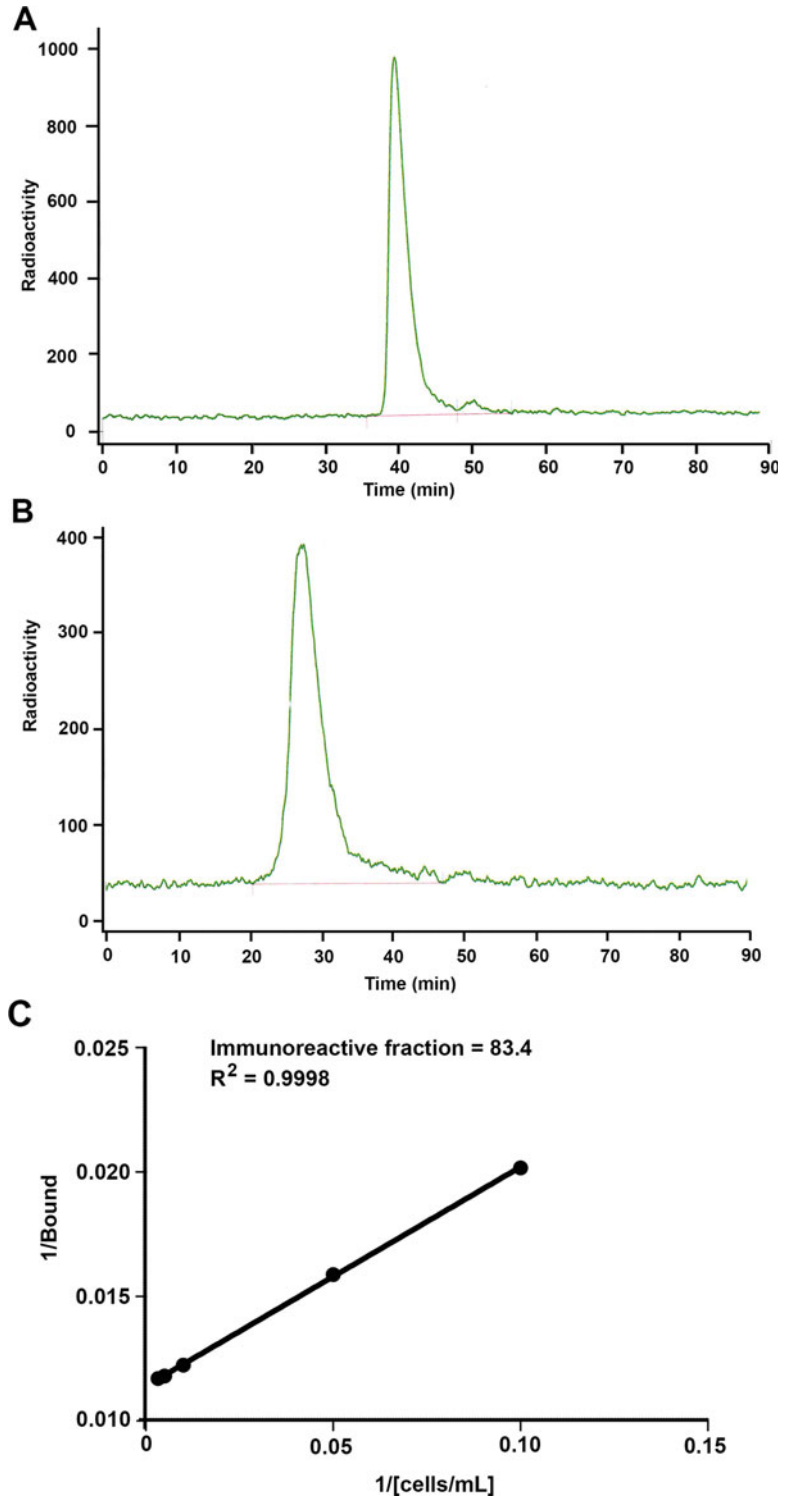 A
1000
800
600
400
200
0
Radioactivity
0 10 20 30 40 50 60 70 80 90
Time (min)
B
400
300
200
100
0
Radioactivity
0 10 20 30 40 50 60 70 80 90
Time (min)
C
Immunoreactive fraction = 83.4
R² = 0.9998
0.025
0.020
0.015
0.010
1/Bound
0 0.05 0.10 0.15
1/[cells/mL]